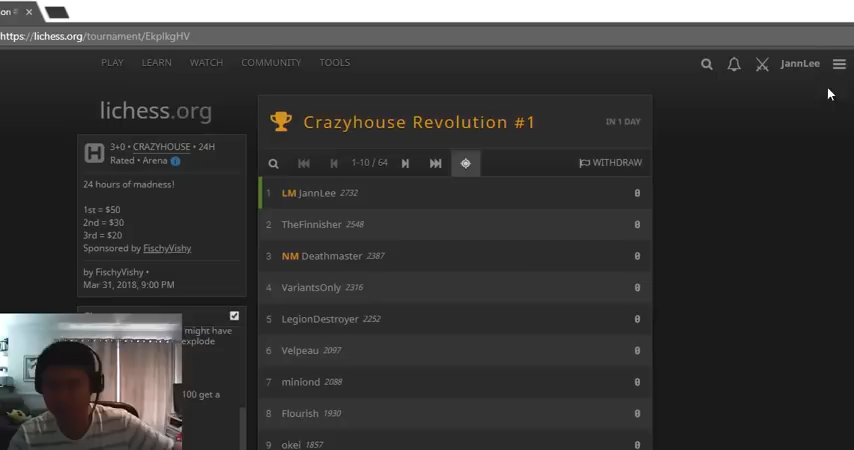 on
https://lichess.org/tournament/EkplkgHV
PLAY LEARN WATCH COMMUNITY TOOLS JannLee
lichess.org
3+0 • CRAZYHOUSE • 24H
Rated • Arena
24 hours of madness!
1st = $50
2nd = $30
3rd = $20
Sponsored by FischyVishy
by FischyVishy •
Mar 31, 2018, 9:00 PM
might have
explode
100 get a
Crazyhouse Revolution #1 IN 1 DAY
1-10 / 64 WITHDRAW
1 LM JannLee 2732 0
2 TheFinnisher 2548 0
3 NM Deathmaster 2387 0
4 VariantsOnly 2316 0
5 LegionDestroyer 2252 0
6 Velpeau 2097 0
7 miniond 2088 0
8 Flourish 1930 0
9 okei 1857 0